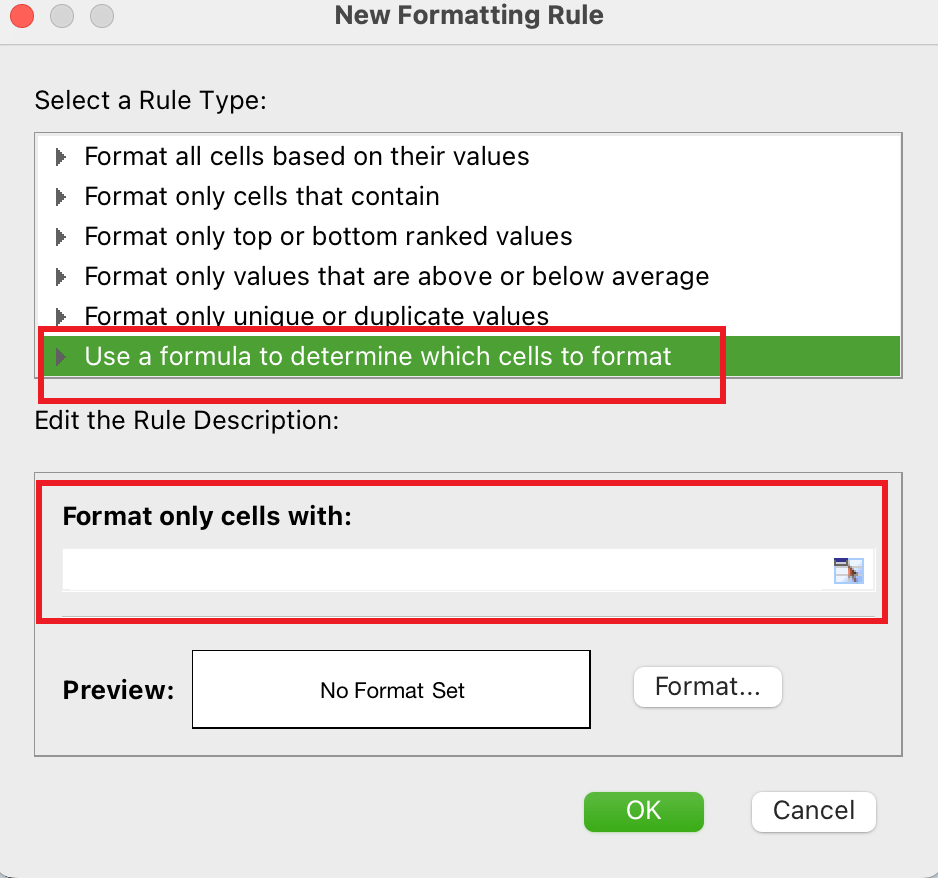 New Formatting Rule
Select a Rule Type:
Format all cells based on their values
Format only cells that contain
Format only top or bottom ranked values
Format only values that are above or below average
Format only unique or duplicate values
Use a formula to determine which cells to format
Edit the Rule Description:
Format only cells with:
Preview:
No Format Set
Format...
OK
Cancel